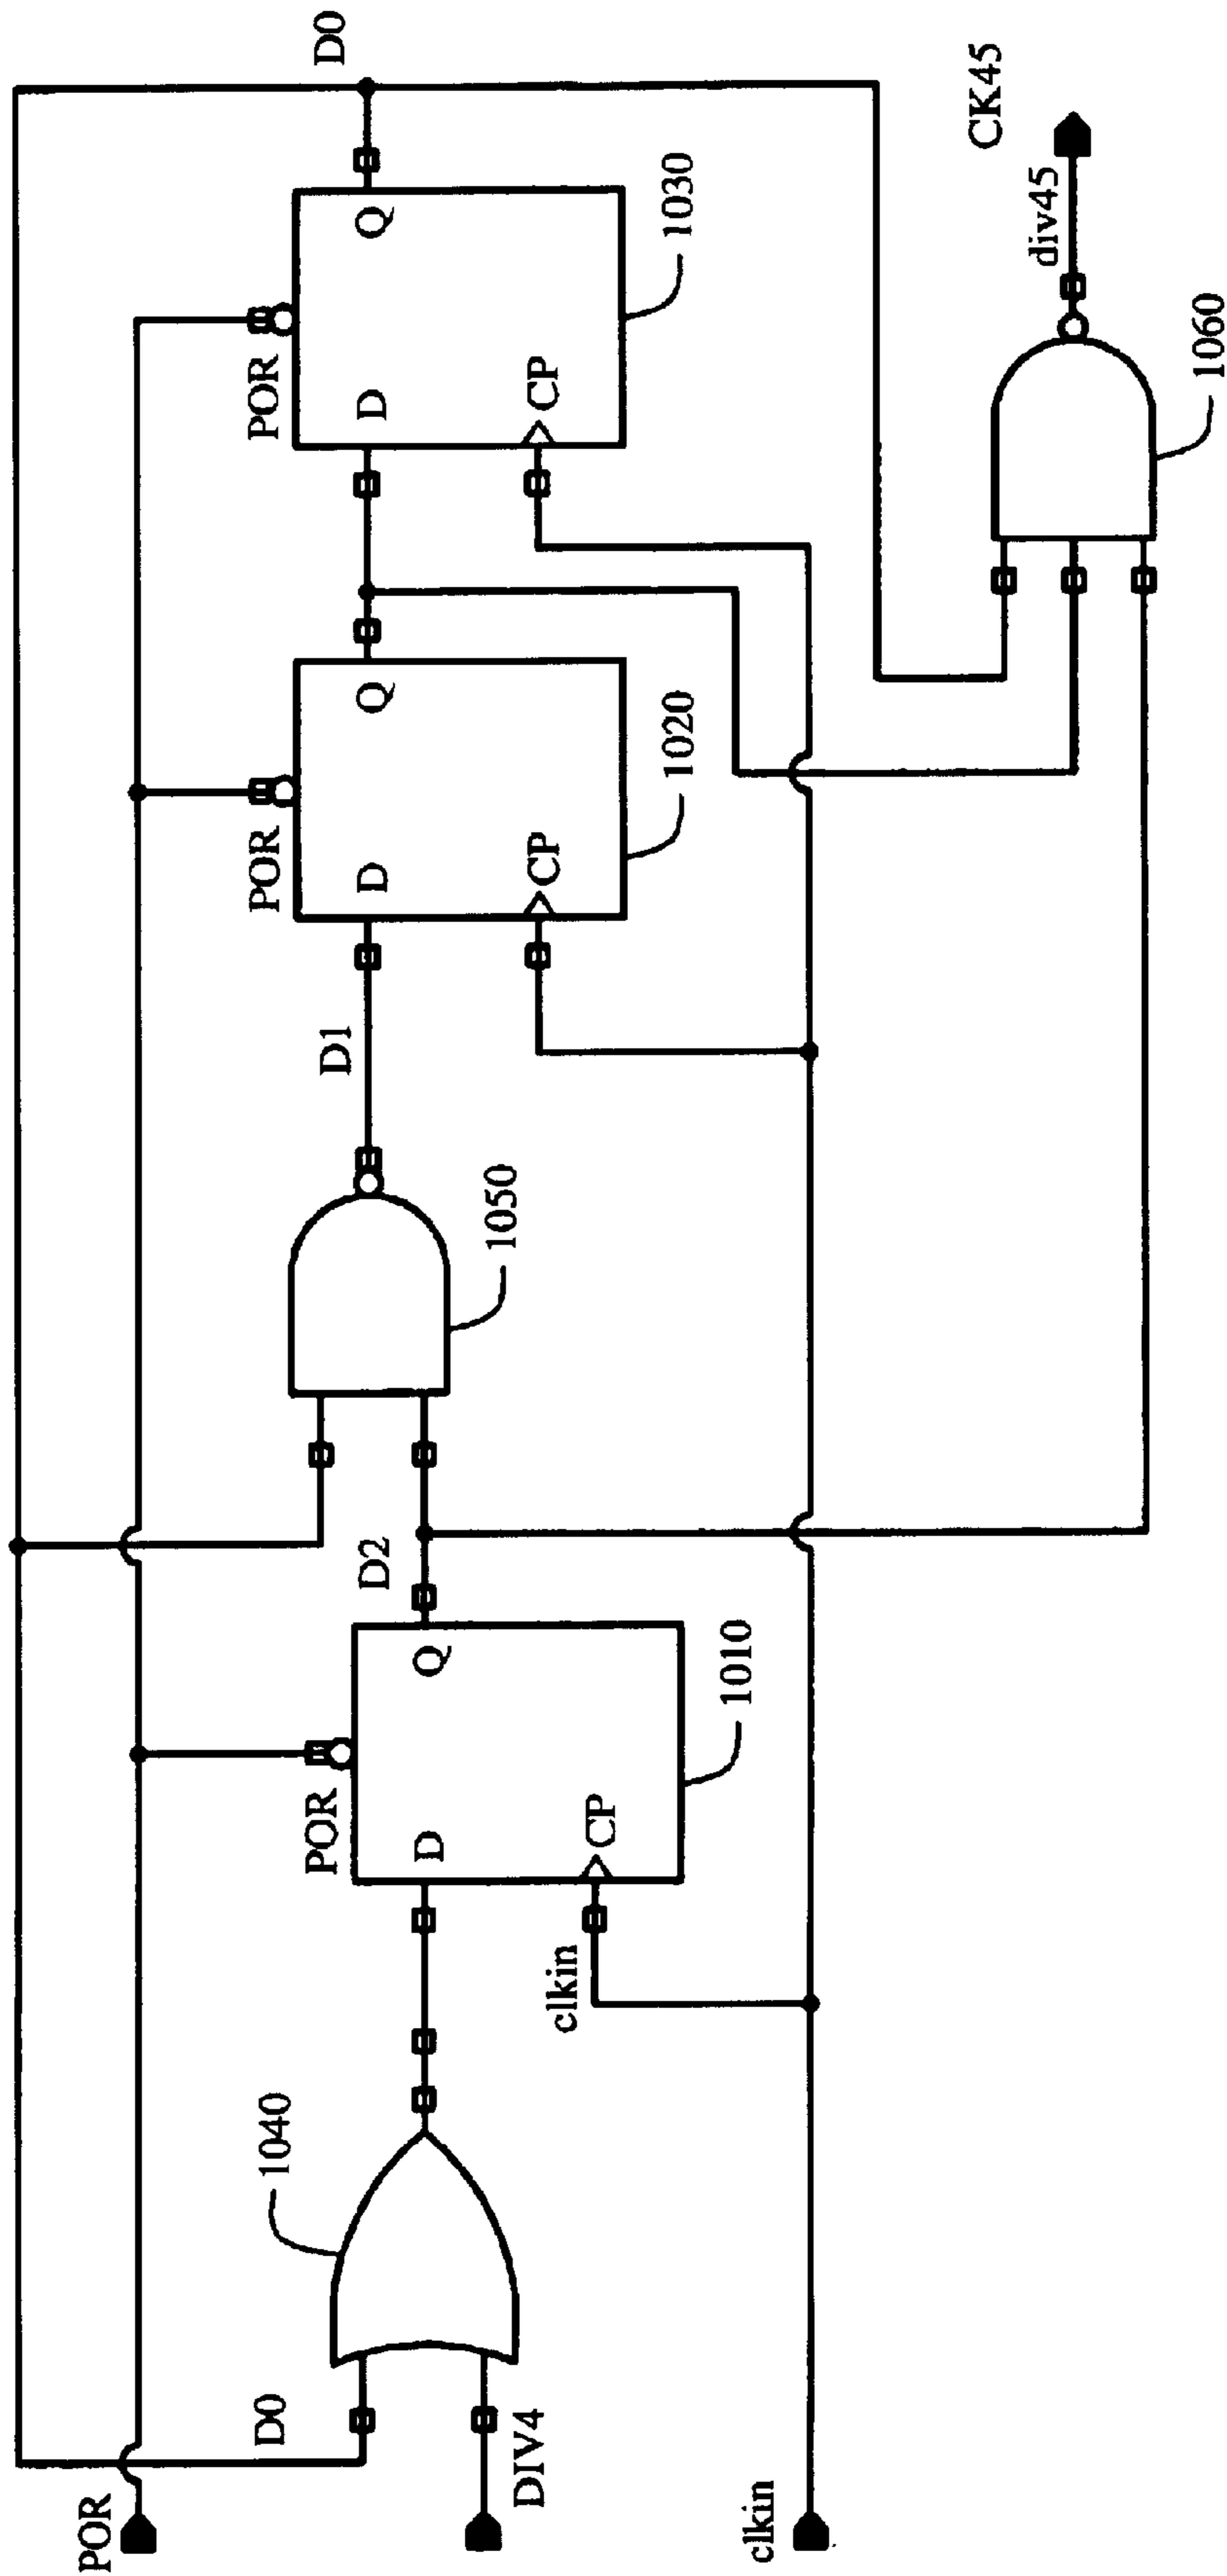 POR
D0
DIV4
clkin
1040
clkin
POR
D
Q
CP
1010
D2
1050
D1
POR
D
Q
CP
1020
POR
D
Q
CP
1030
D0
1060
div45
CK45